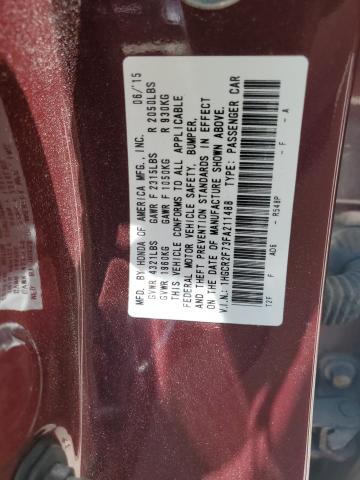 MFD. BY HONDA OF AMERICA MFG., INC. 06/15
GVWR 4321LBS GAWR F 2315LBS R 2050LBS
GVWR 1960KG GAWR F 1050KG R 930KG
THIS VEHICLE CONFORMS TO ALL APPLICABLE
FEDERAL MOTOR VEHICLE SAFETY, BUMPER,
AND THEFT PREVENTION STANDARDS IN EFFECT
ON THE DATE OF MANUFACTURE SHOWN ABOVE.
V.I.N.: 1HGCR2F73FA211488 TYPE: PASSENGER CAR
F AD6 R548P F A
T2F